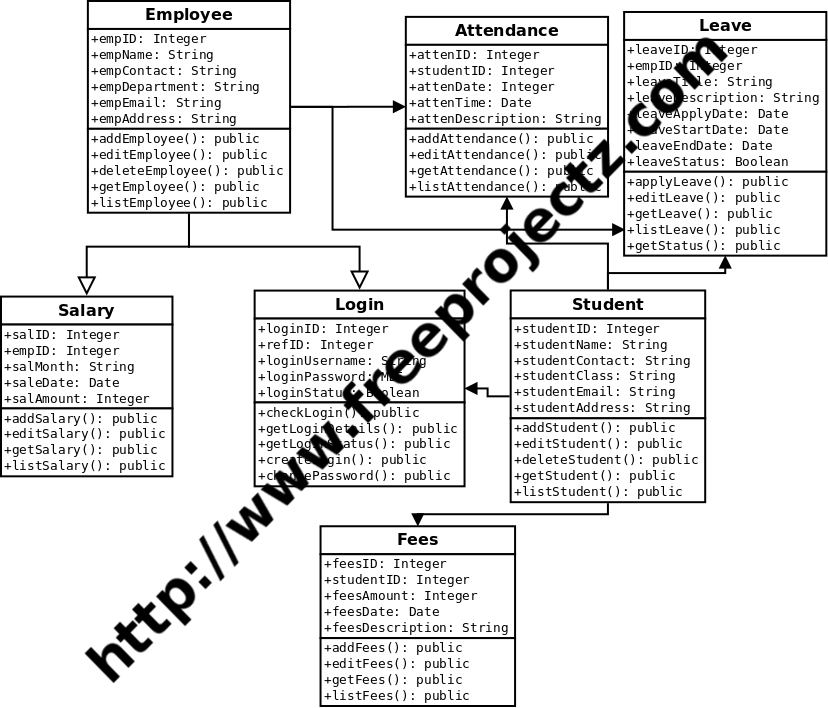 Employee
+empID: Integer
+empName: String
+empContact: String
+empDepartment: String
+empEmail: String
+empAddress: String
+addEmployee(): public
+editEmployee(): public
+deleteEmployee(): public
+getEmployee(): public
+listEmployee(): public
Attendance
+attenID: Integer
+studentID: Integer
+attenDate: Integer
+attenTime: Date
+attenDescription: String
+addAttendance(): public
+editAttendance(): public
+getAttendance(): public
+listAttendance(): public
Leave
+leaveID: Integer
+empID: Integer
+leaveTitle: String
+leaveDescription: String
+leaveApplyDate: Date
+leaveStartDate: Date
+leaveEndDate: Date
+leaveStatus: Boolean
+applyLeave(): public
+editLeave(): public
+getLeave(): public
+listLeave(): public
+getStatus(): public
Salary
+salID: Integer
+empID: Integer
+salMonth: String
+saleDate: Date
+salAmount: Integer
+addSalary(): public
+editSalary(): public
+getSalary(): public
+listSalary(): public
Login
+loginID: Integer
+refID: Integer
+loginUsername: String
+loginPassword:
+loginStatus: Boolean
+checkLogin(): public
+getLoginDetails(): public
+getLoginStatus(): public
+createLogin(): public
+changePassword(): public
Student
+studentID: Integer
+studentName: String
+studentContact: String
+studentClass: String
+studentEmail: String
+studentAddress: String
+addStudent(): public
+editStudent(): public
+deleteStudent(): public
+getStudent(): public
+listStudent(): public
Fees
+feesID: Integer
+studentID: Integer
+feesAmount: Integer
+feesDate: Date
+feesDescription: String
+addFees(): public
+editFees(): public
+getFees(): public
+listFees(): public
http://www.freeprojectz.com